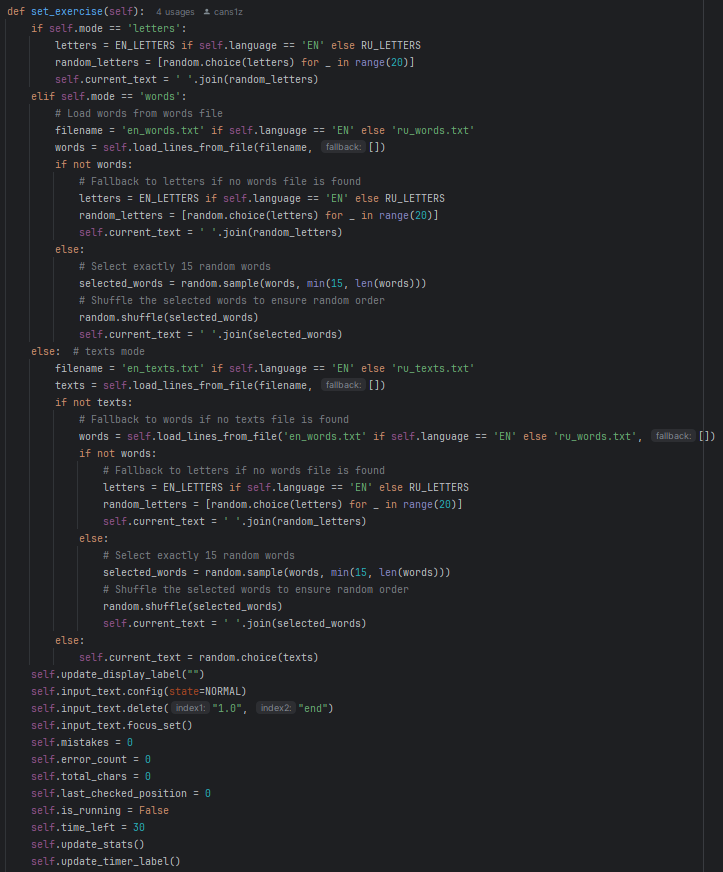 def set_exercise(self): 4 usages cans1z
    if self.mode == 'letters':
        letters = EN_LETTERS if self.language == 'EN' else RU_LETTERS
        random_letters = [random.choice(letters) for _ in range(20)]
        self.current_text = ' '.join(random_letters)
    elif self.mode == 'words':
        # Load words from words file
        filename = 'en_words.txt' if self.language == 'EN' else 'ru_words.txt'
        words = self.load_lines_from_file(filename, fallback: [])
        if not words:
            # Fallback to letters if no words file is found
            letters = EN_LETTERS if self.language == 'EN' else RU_LETTERS
            random_letters = [random.choice(letters) for _ in range(20)]
            self.current_text = ' '.join(random_letters)
        else:
            # Select exactly 15 random words
            selected_words = random.sample(words, min(15, len(words)))
            # Shuffle the selected words to ensure random order
            random.shuffle(selected_words)
            self.current_text = ' '.join(selected_words)
    else: # texts mode
        filename = 'en_texts.txt' if self.language == 'EN' else 'ru_texts.txt'
        texts = self.load_lines_from_file(filename, fallback: [])
        if not texts:
            # Fallback to words if no texts file is found
            words = self.load_lines_from_file('en_words.txt' if self.language == 'EN' else 'ru_words.txt', fallback: [])
            if not words:
                # Fallback to letters if no words file is found
                letters = EN_LETTERS if self.language == 'EN' else RU_LETTERS
                random_letters = [random.choice(letters) for _ in range(20)]
                self.current_text = ' '.join(random_letters)
            else:
                # Select exactly 15 random words
                selected_words = random.sample(words, min(15, len(words)))
                # Shuffle the selected words to ensure random order
                random.shuffle(selected_words)
                self.current_text = ' '.join(selected_words)
        else:
            self.current_text = random.choice(texts)
    self.update_display_label("")
    self.input_text.config(state=NORMAL)
    self.input_text.delete( index1: "1.0", index2: "end")
    self.input_text.focus_set()
    self.mistakes = 0
    self.error_count = 0
    self.total_chars = 0
    self.last_checked_position = 0
    self.is_running = False
    self.time_left = 30
    self.update_stats()
    self.update_timer_label()